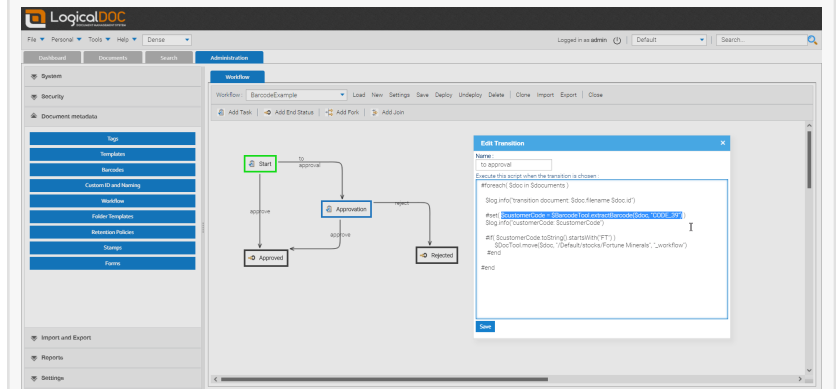 LogicalDOC
File Personal Tools Help Dense
Logged in as admin Default Search...
Dashboard Documents Search Administration
System
Security
Document metadata
Tags
Templates
Barcodes
Custom ID and Naming
Workflow
Folder Templates
Retention Policies
Stamps
Forms
Import and Export
Reports
Settings
Workflow
Workflow: BarcodeExample Load New Settings Save Deploy Undeploy Delete Clone Import Export Close
Add Task Add End Status Add Fork Add Join
Start
to approval
approve
Approvation
reject
approve
Approved
Rejected
Edit Transition
Name :
to approval
Execute this script when the transition is chosen :
#foreach( $doc in $documents )
$log.info("transition document: $doc.filename $doc.id")
#set( $customerCode = $BarcodeTool.extractBarcode($doc, "CODE_39") )
$log.info("customerCode: $customerCode")
#if( $customerCode.toString().startsWith("FT") )
$DocTool.move($doc, "/Default/stocks/Fortune Minerals", "_workflow")
#end
#end
Save